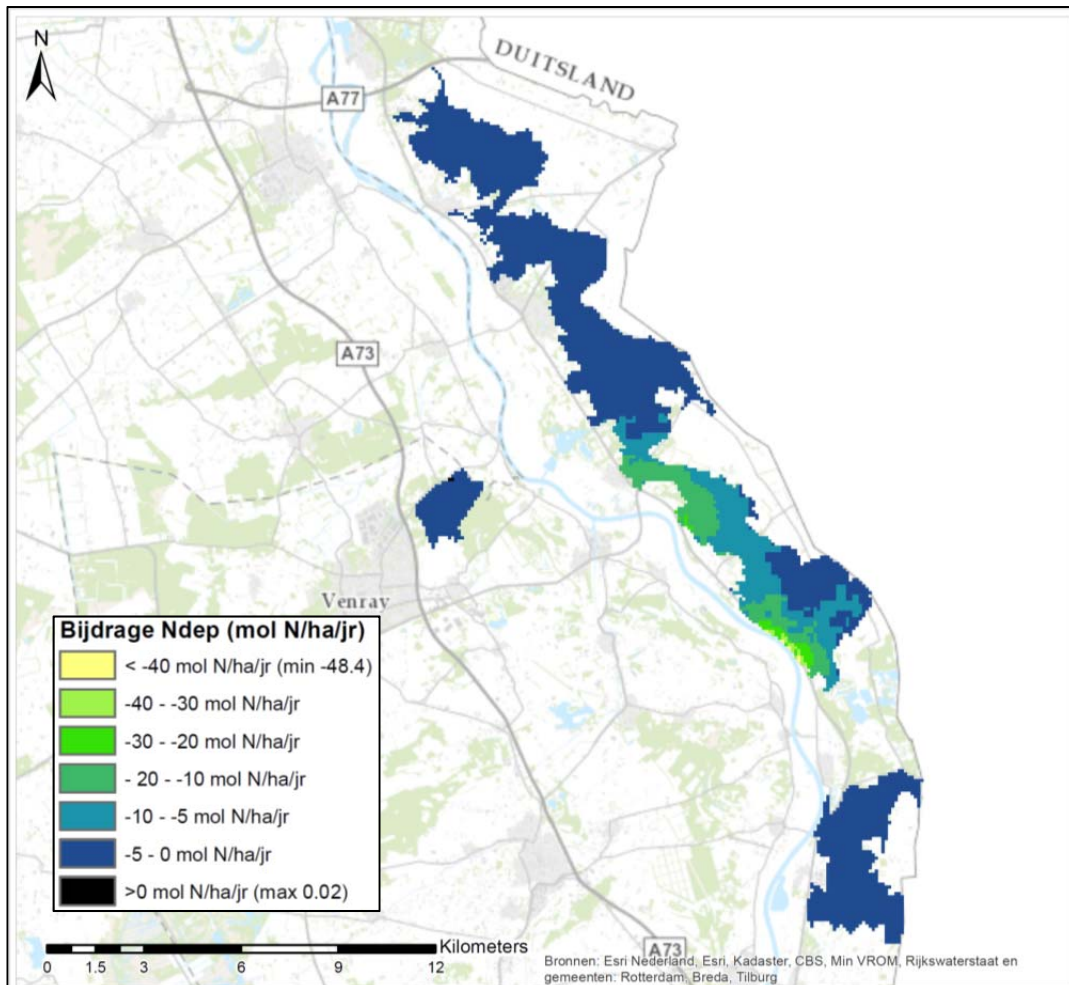 N
DUITSLAND
A77
A73
Venray
Bijdrage Ndep (mol N/ha/jr)
< -40 mol N/ha/jr (min -48.4)
-40 - -30 mol N/ha/jr
-30 - -20 mol N/ha/jr
- 20 - -10 mol N/ha/jr
-10 - -5 mol N/ha/jr
-5 - 0 mol N/ha/jr
>0 mol N/ha/jr (max 0.02)
Kilometers
0 1.5 3 6 9 12
A73
Bronnen: Esri Nederland, Esri, Kadaster, CBS, Min VROM, Rijkswaterstaat en
gemeenten: Rotterdam, Breda, Tilburg